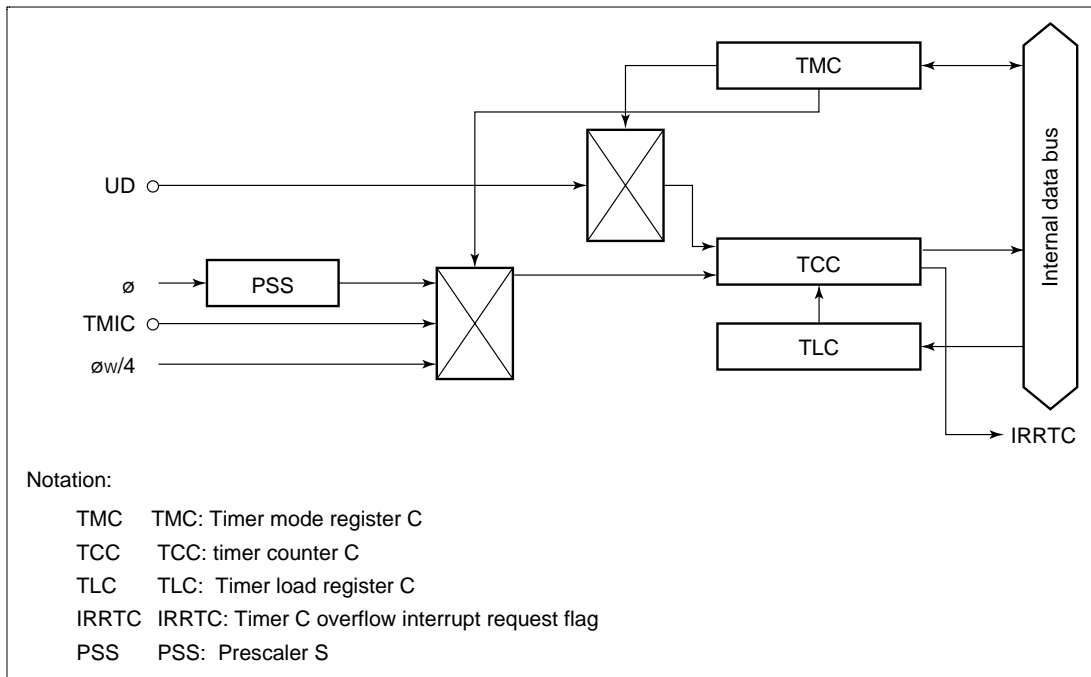 TMC
UD
TCC
ø
PSS
TMIC
TLC
øw/4
Internal data bus
IRRTC
Notation:
TMC TMC: Timer mode register C
TCC TCC: timer counter C
TLC TLC: Timer load register C
IRRTC IRRTC: Timer C overflow interrupt request flag
PSS PSS: Prescaler S